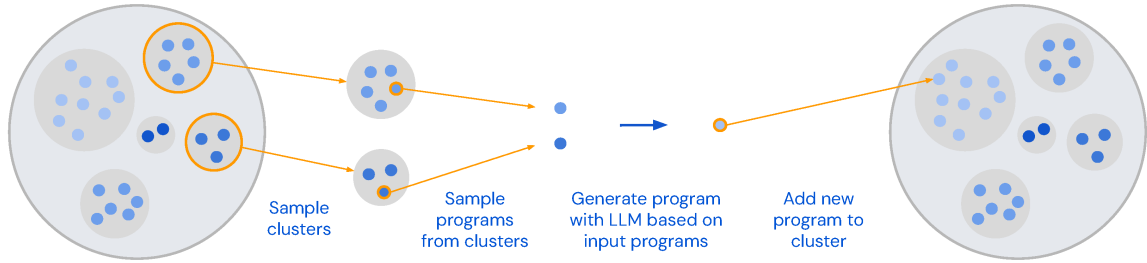 Sample
clusters
Sample
programs
from clusters
Generate program
with LLM based on
input programs
Add new
program to
cluster